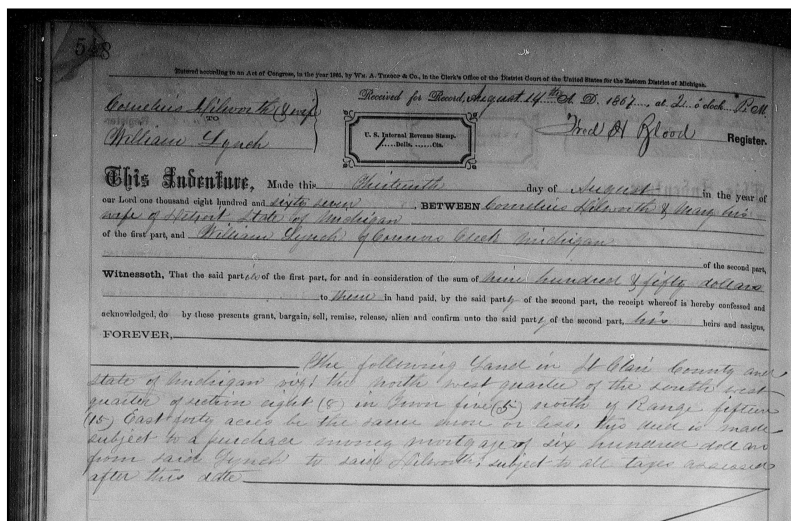 548
Entered according to an Act of Congress, in the year 1865, by Wm. A. Throop & Co., in the Clerk's Office of the District Court of the United States for the Eastern District of Michigan.
Received for Record, August 14th A. D. 1867, at 2 o'clock P. M.
Cornelius Hilworth & wife
TO
William Lynch
U. S. Internal Revenue Stamp.
1 Dolls. Cts.
Fred H Blood Register.
This Indenture, Made this day of August in the year of
our Lord one thousand eight hundred and sixty seven BETWEEN Cornelius Hilworth & Mary his
wife of Detroit State of Michigan
of the first part, and William Lynch of Connors Creek Michigan
of the second part,
Witnesseth, That the said parties of the first part, for and in consideration of the sum of nine hundred & fifty dollars
to them in hand paid, by the said party of the second part, the receipt whereof is hereby confessed and
acknowledged, do by these presents grant, bargain, sell, remise, release, alien and confirm unto the said party of the second part, his heirs and assigns,
FOREVER,
The following Land in St Clair County and
state of Michigan viz; the north west quarter of the south west
quarter of section eight (8) in Town five (5) north of Range fifteen
(15) East forty acres be the same more or less, this deed is made
subject to a purchase money mortgage of six hundred dollars
from said Lynch to said Hilworth, subject to all taxes assessed
after this date